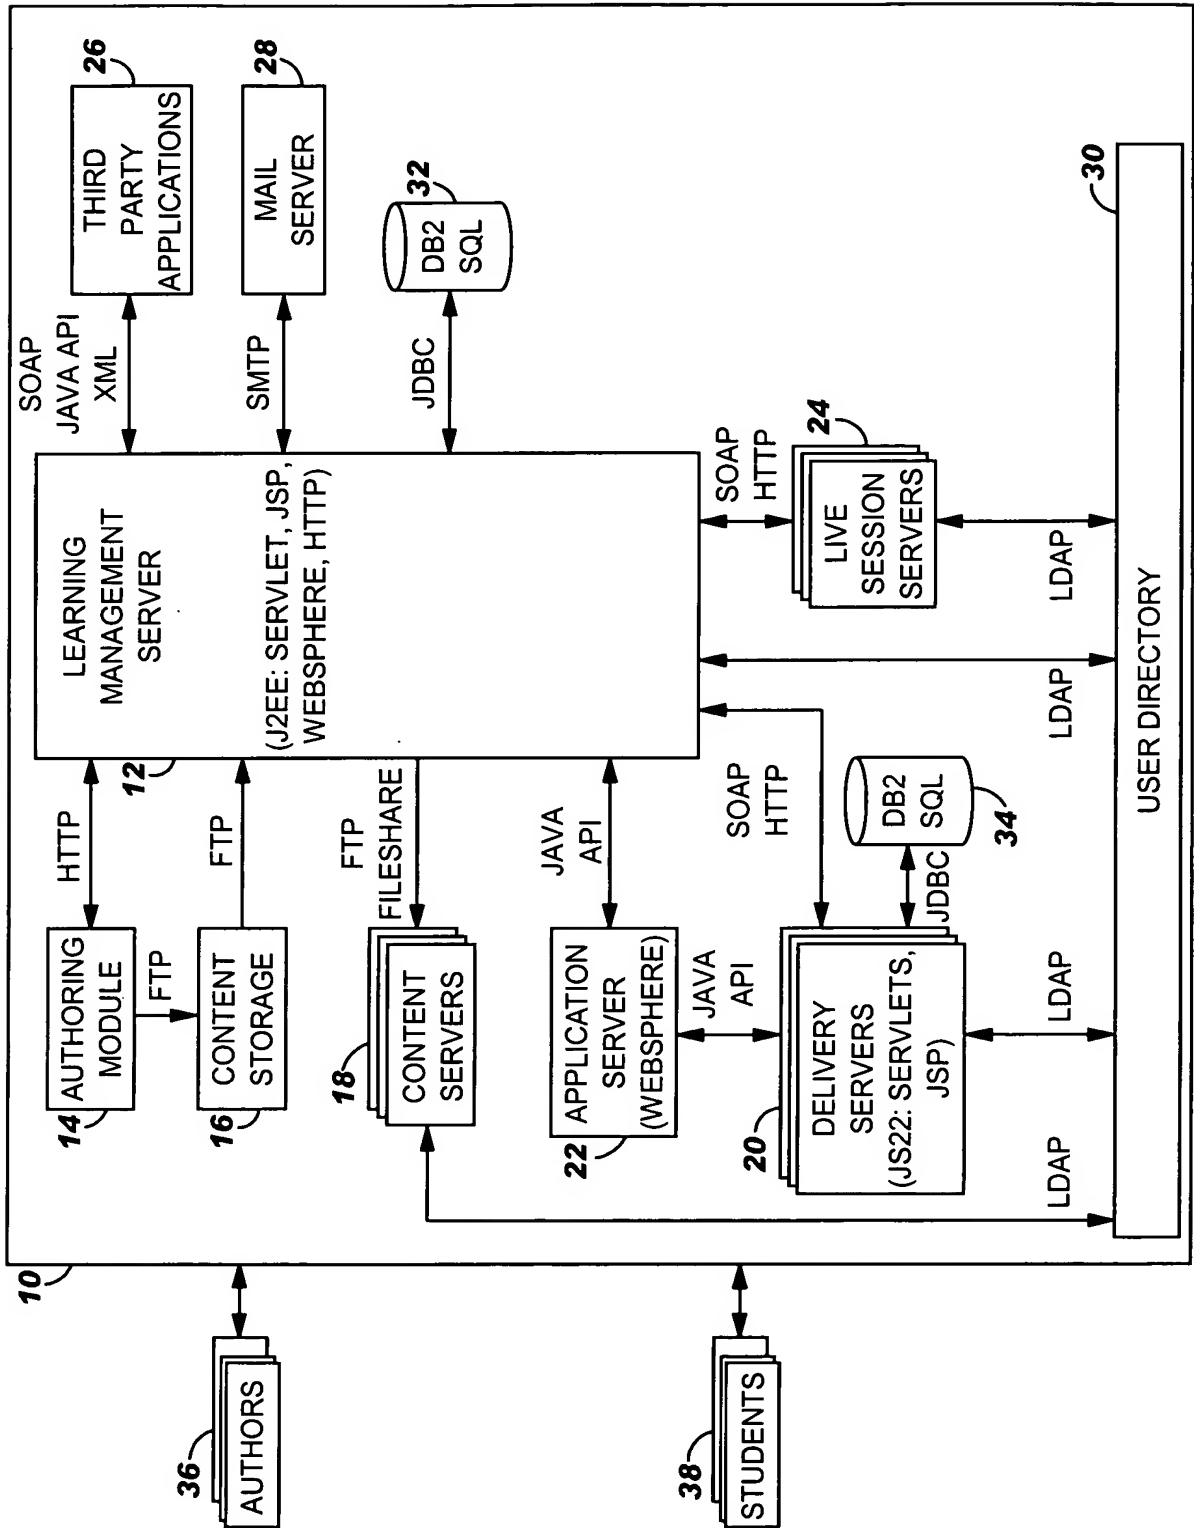 10
36
AUTHORS
38
STUDENTS
14
AUTHORING
MODULE
HTTP
FTP
16
CONTENT
STORAGE
FTP
12
LEARNING
MANAGEMENT
SERVER
(J2EE: SERVLET, JSP,
WEBSPHERE, HTTP)
SOAP
JAVA API
XML
26
THIRD
PARTY
APPLICATIONS
SMTP
28
MAIL
SERVER
JDBC
32
DB2
SQL
18
CONTENT
SERVERS
FTP
FILESHARE
22
APPLICATION
SERVER
(WEBSPHERE)
JAVA
API
JAVA
API
20
DELIVERY
SERVERS
(JS22: SERVLETS,
JSP)
SOAP
HTTP
JDBC
DB2
SQL
34
SOAP
HTTP
24
LIVE
SESSION
SERVERS
LDAP
LDAP
LDAP
LDAP
30
USER DIRECTORY